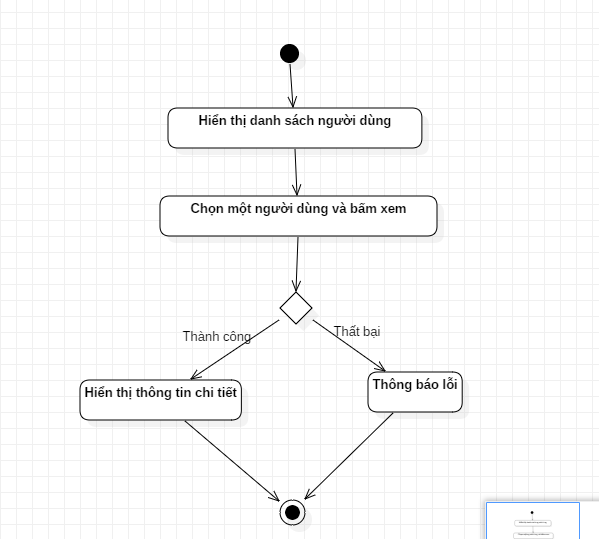 Hiển thị danh sách người dùng
Chọn một người dùng và bấm xem
Thành công
Thất bại
Hiển thị thông tin chi tiết
Thông báo lỗi